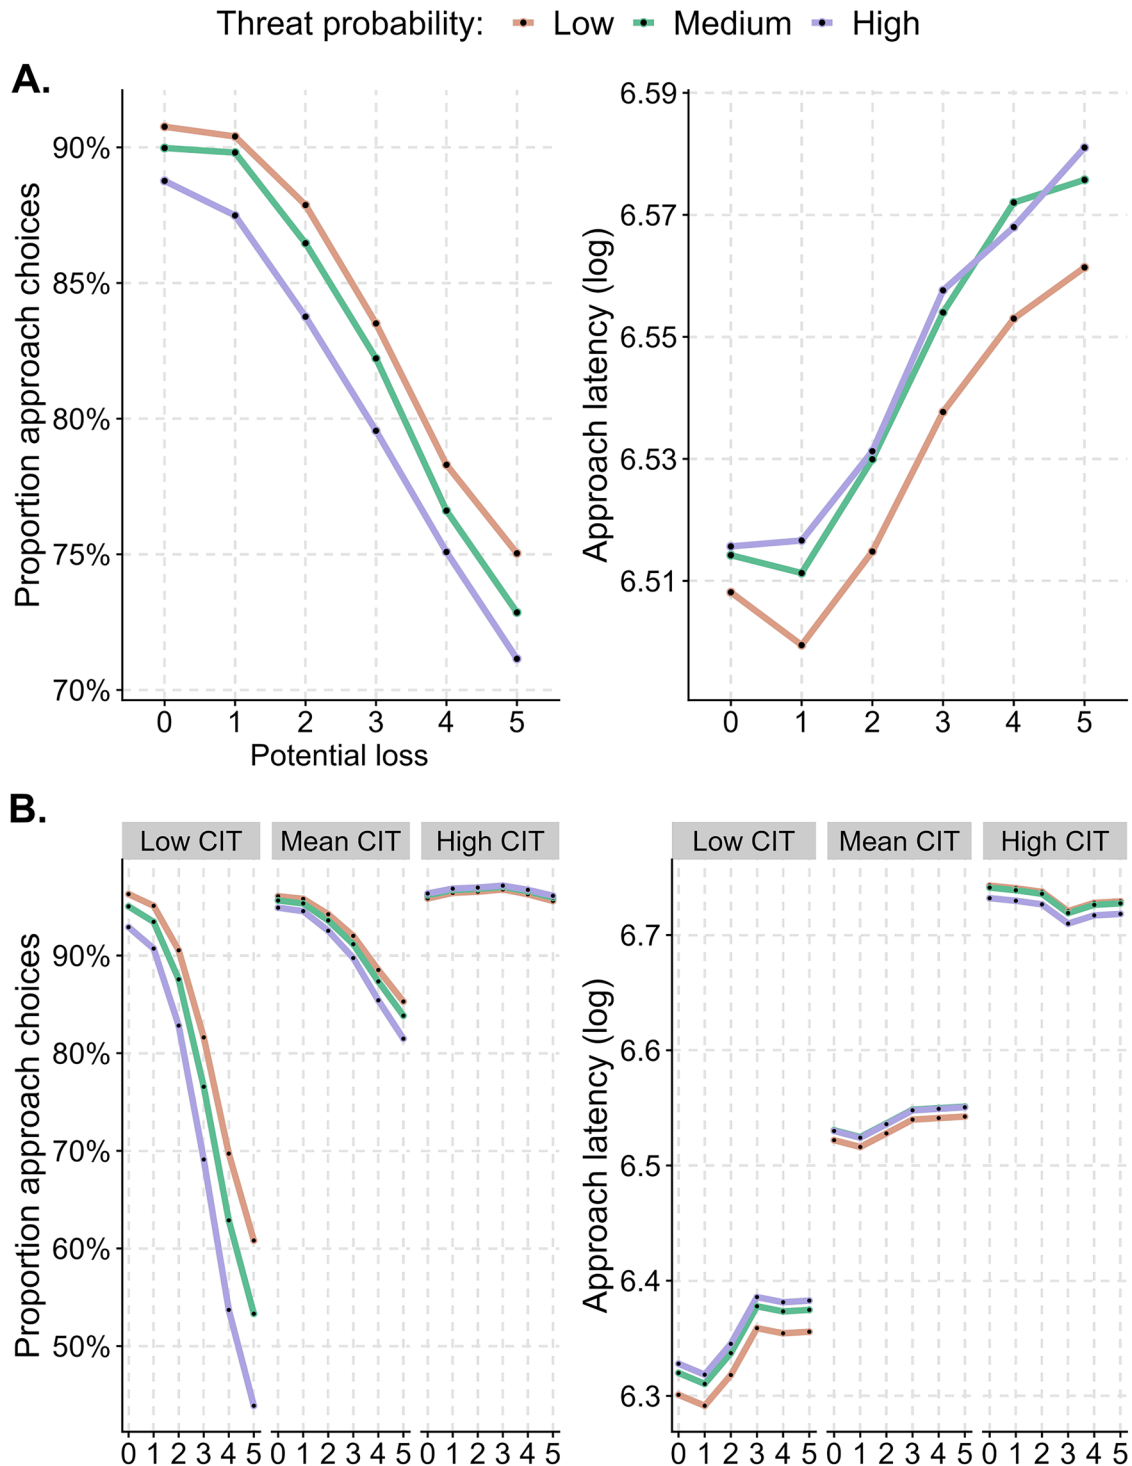 Threat probability: Low Medium High
A.
Proportion approach choices
90%
85%
80%
75%
70%
0 1 2 3 4 5
Potential loss
Approach latency (log)
6.59
6.57
6.55
6.53
6.51
0 1 2 3 4 5
B.
Low CIT Mean CIT High CIT
Proportion approach choices
90%
80%
70%
60%
50%
0 1 2 3 4 5 0 1 2 3 4 5 0 1 2 3 4 5
Low CIT Mean CIT High CIT
Approach latency (log)
6.7
6.6
6.5
6.4
6.3
0 1 2 3 4 5 0 1 2 3 4 5 0 1 2 3 4 5